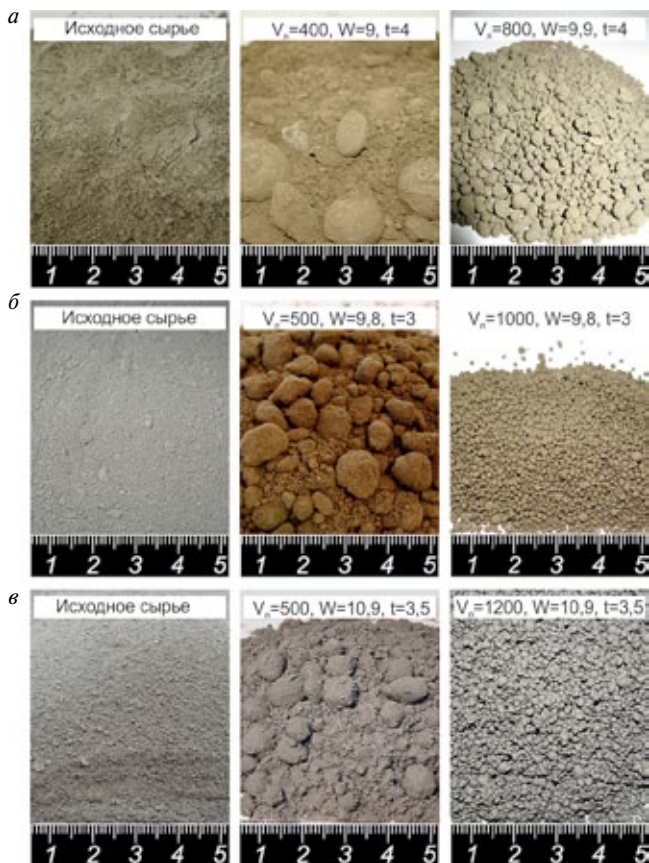 а
Исходное сырье
Vₙ=400, W=9, t=4
Vₙ=800, W=9,9, t=4
1 2 3 4 5
1 2 3 4 5
1 2 3 4 5
б
Исходное сырье
Vₙ=500, W=9,8, t=3
Vₙ=1000, W=9,8, t=3
1 2 3 4 5
1 2 3 4 5
1 2 3 4 5
в
Исходное сырье
Vₙ=500, W=10,9, t=3,5
Vₙ=1200, W=10,9, t=3,5
1 2 3 4 5
1 2 3 4 5
1 2 3 4 5